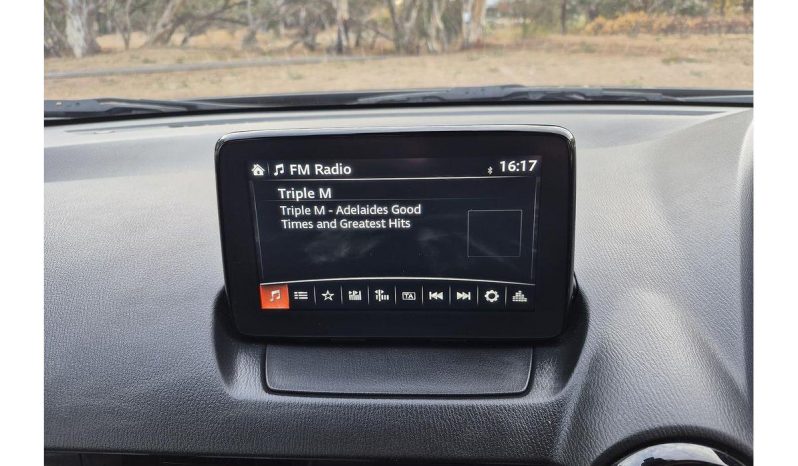 FM Radio 16:17
Triple M
Triple M - Adelaides Good
Times and Greatest Hits
TA